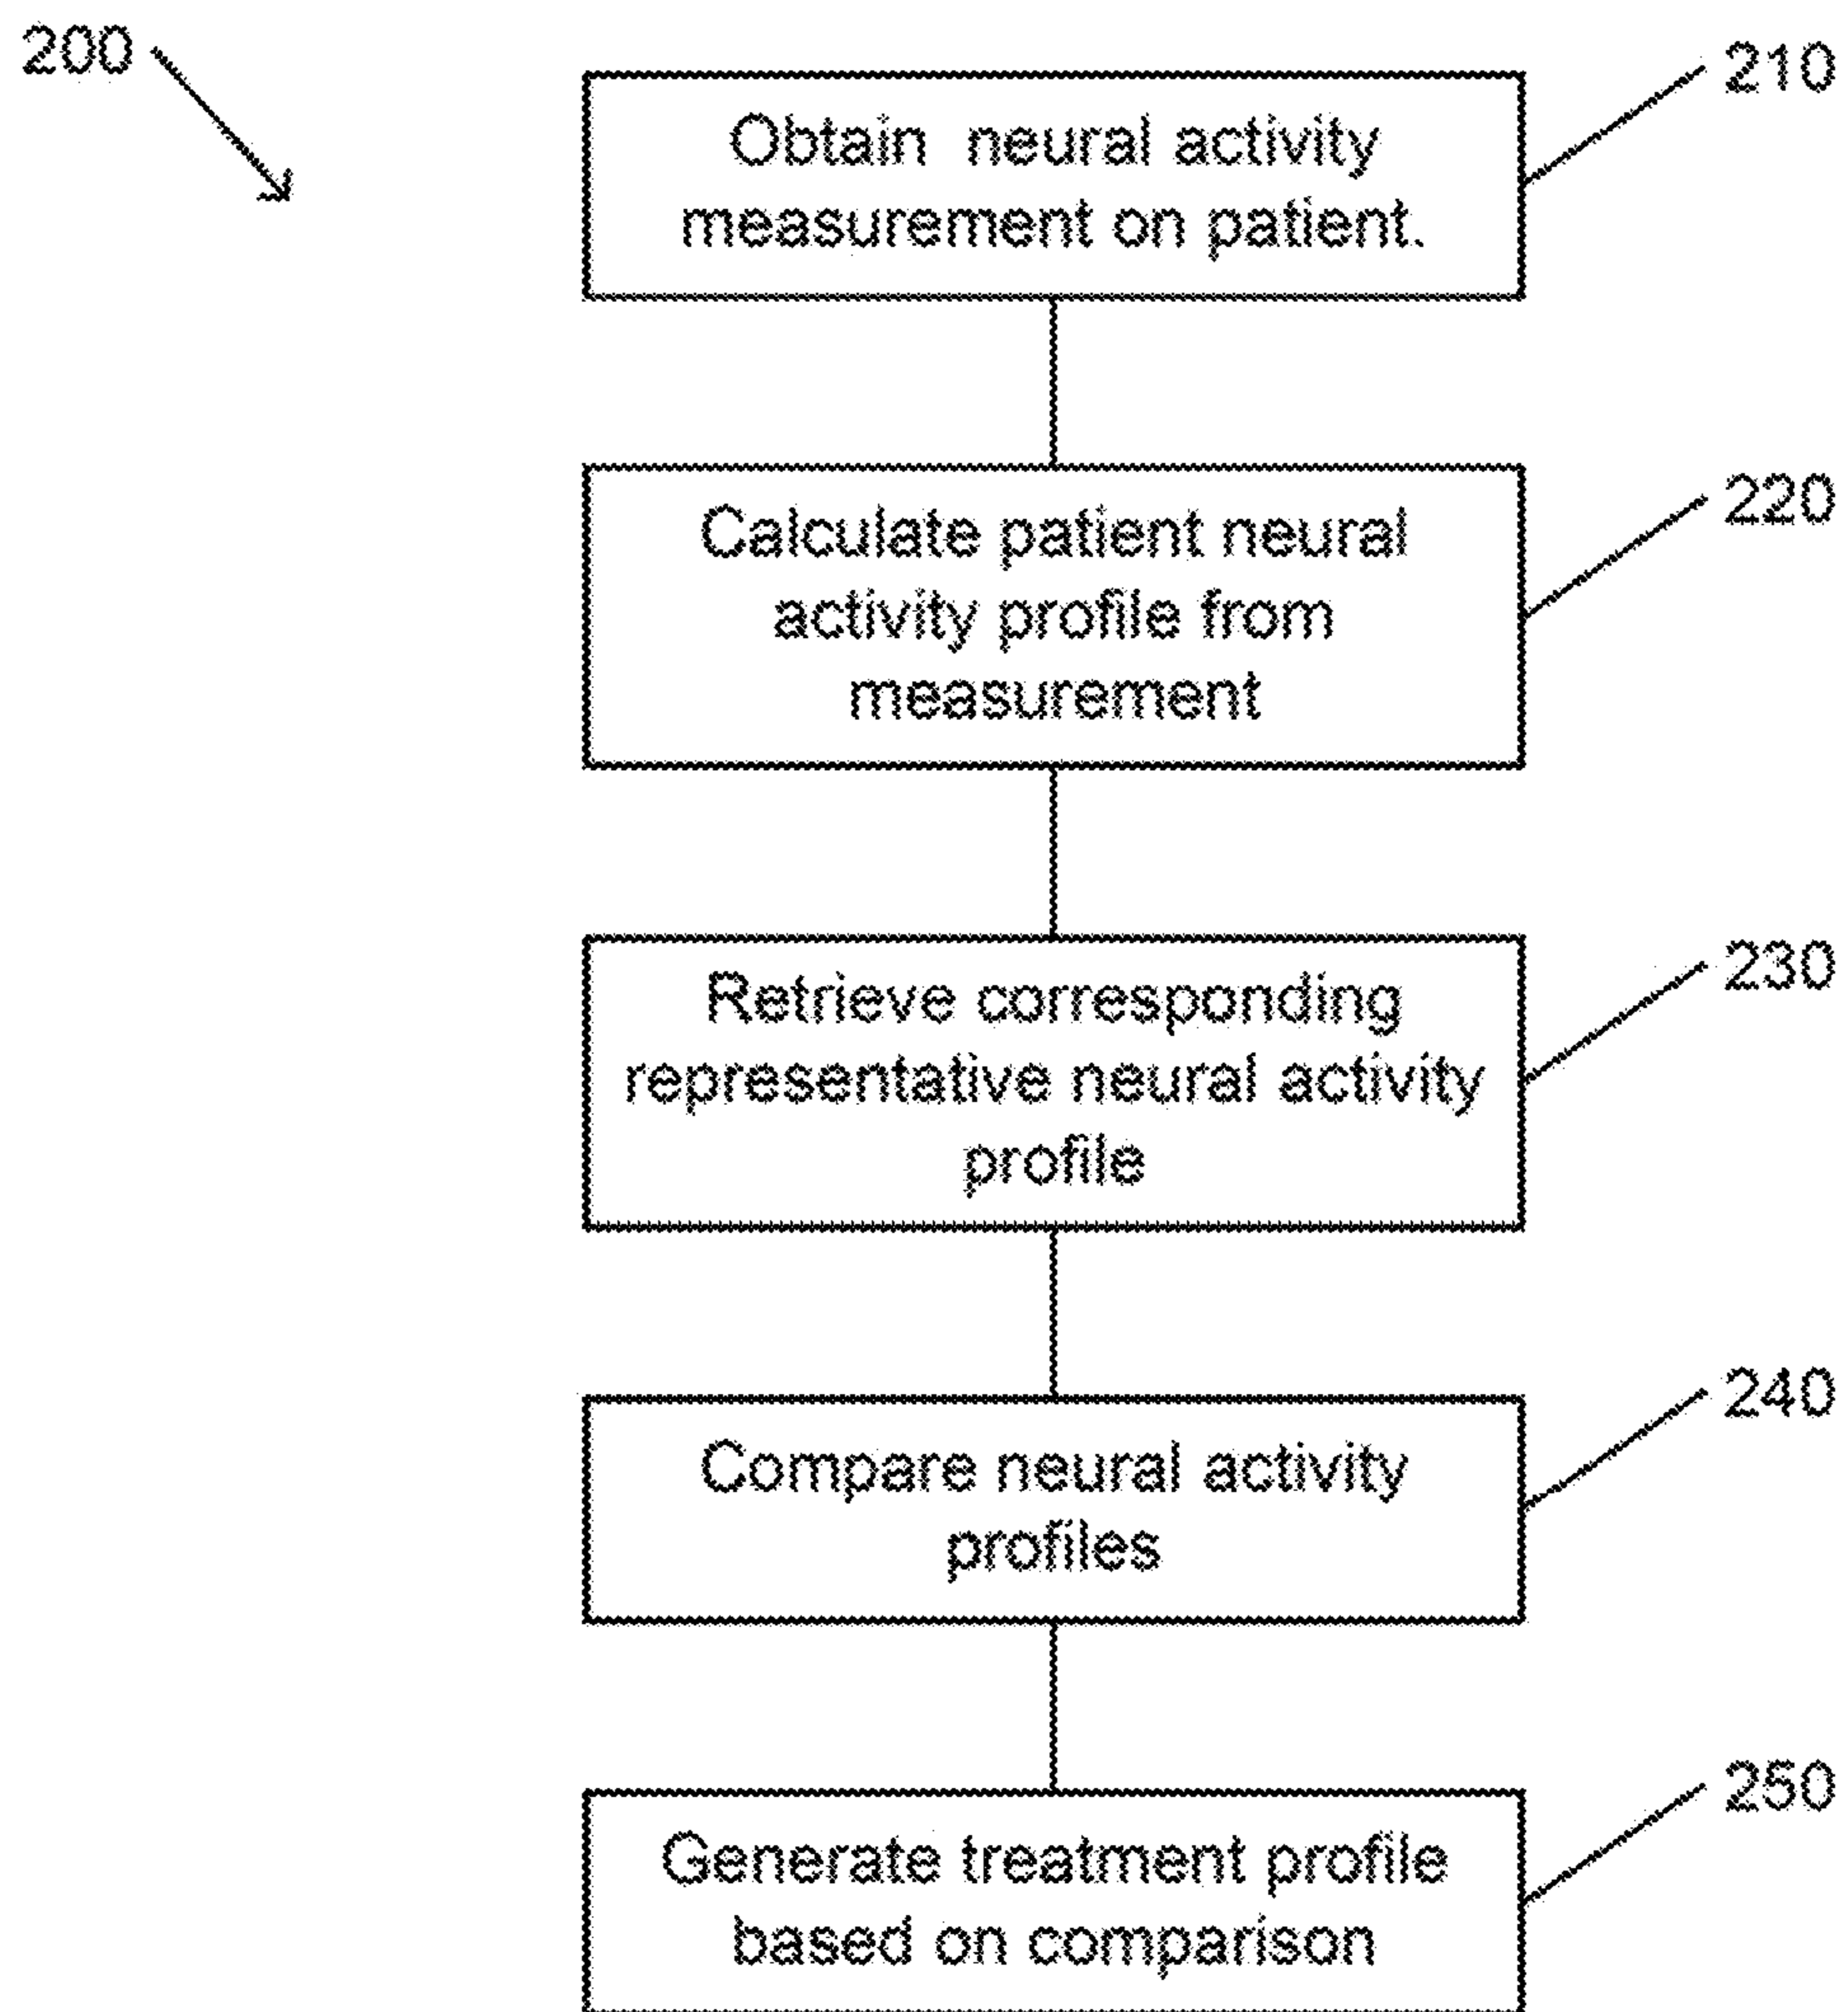 200
210
Obtain neural activity
measurement on patient.
220
Calculate patient neural
activity profile from
measurement
230
Retrieve corresponding
representative neural activity
profile
240
Compare neural activity
profiles
250
Generate treatment profile
based on comparison